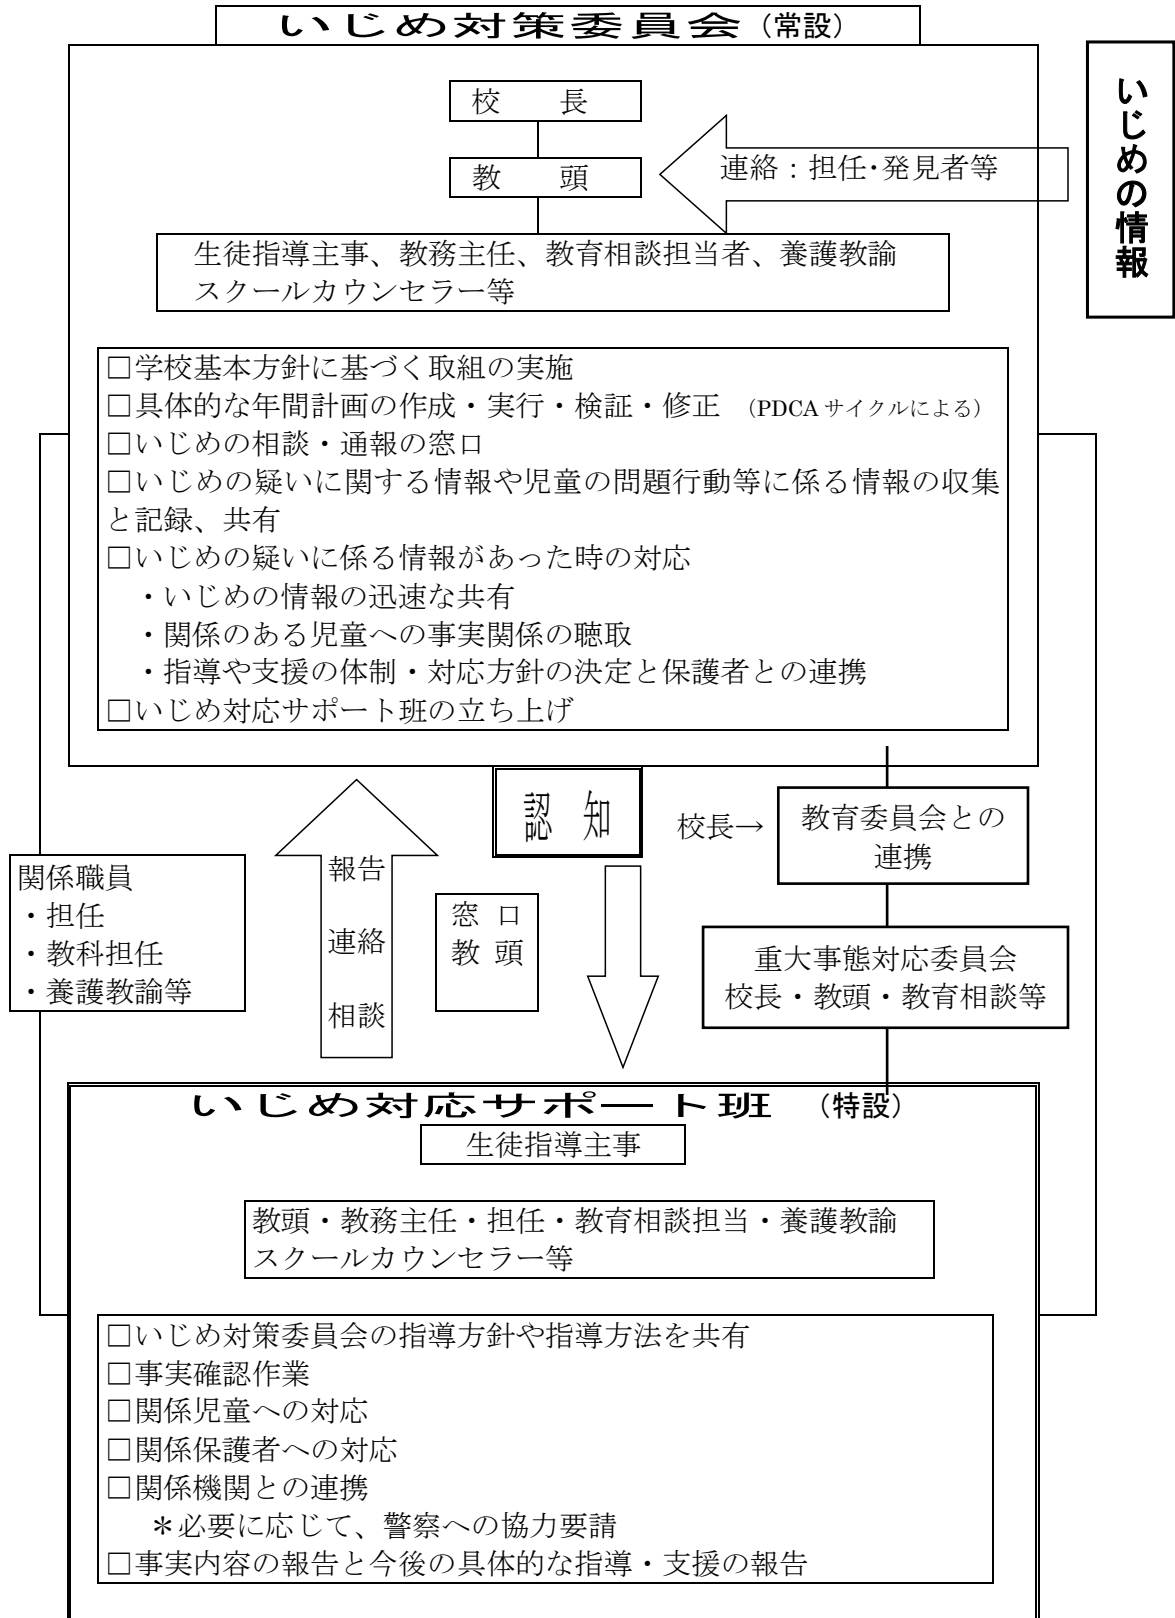 いじめ対策委員会（常設）
校　　長
教　　頭
連絡：担任・発見者等
いじめの情報
生徒指導主事、教務主任、教育相談担当者、養護教諭
スクールカウンセラー等
□学校基本方針に基づく取組の実施
□具体的な年間計画の作成・実行・検証・修正　（PDCAサイクルによる）
□いじめの相談・通報の窓口
□いじめの疑いに関する情報や児童の問題行動等に係る情報の収集
と記録、共有
□いじめの疑いに係る情報があった時の対応
・いじめの情報の迅速な共有
・関係のある児童への事実関係の聴取
・指導や支援の体制・対応方針の決定と保護者との連携
□いじめ対応サポート班の立ち上げ
認　知
校長→
教育委員会との
連携
関係職員
・担任
・教科担任
・養護教諭等
報告
連絡
相談
窓 口
教 頭
重大事態対応委員会
校長・教頭・教育相談等
いじめ対応サポート班　（特設）
生徒指導主事
教頭・教務主任・担任・教育相談担当・養護教諭
スクールカウンセラー等
□いじめ対策委員会の指導方針や指導方法を共有
□事実確認作業
□関係児童への対応
□関係保護者への対応
□関係機関との連携
＊必要に応じて、警察への協力要請
□事実内容の報告と今後の具体的な指導・支援の報告